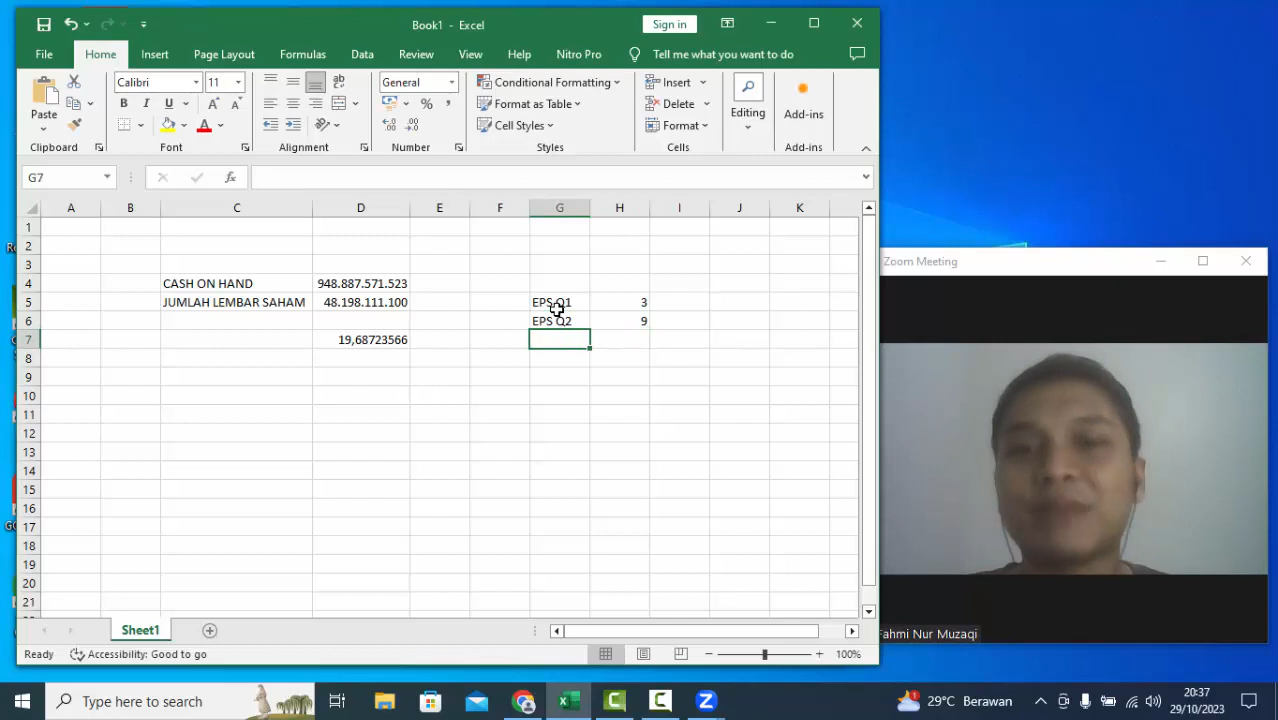 Book1 - Excel
Sign in
File Home Insert Page Layout Formulas Data Review View Help Nitro Pro Tell me what you want to do
Paste
Calibri 11
B I U
A A
General
% ,
Conditional Formatting
Format as Table
Cell Styles
Insert
Delete
Format
Editing
Add-ins
Clipboard Font Alignment Number Styles Cells Add-ins
G7 fx
A B C D E F G H I J K
1
2
3
4 CASH ON HAND 948.887.571.523
5 JUMLAH LEMBAR SAHAM 48.198.111.100 EPS Q1 3
6 EPS Q2 9
7 19,68723566
8
9
10
11
12
13
14
15
16
17
18
19
20
21
Sheet1
Ready Accessibility: Good to go 100%
Zoom Meeting
Fahmi Nur Muzaqi
Type here to search
29°C Berawan
20:37
29/10/2023